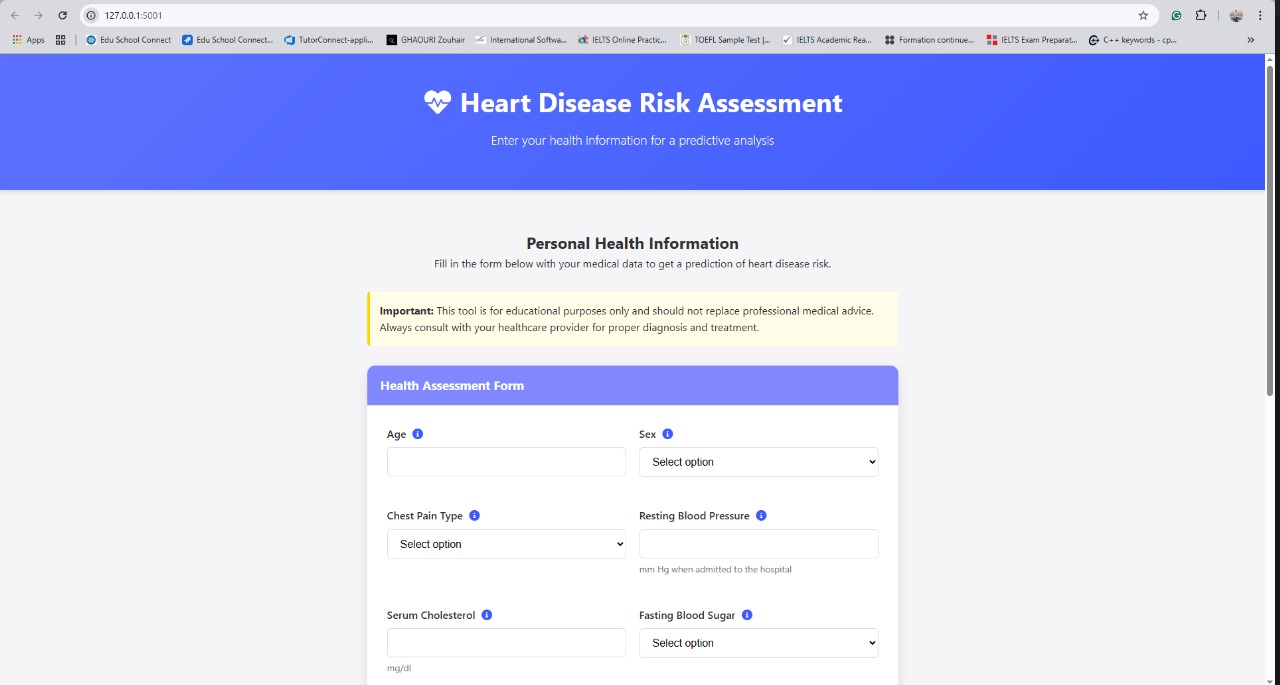 127.0.0.1:5001
Apps
Edu School Connect
Edu School Connect...
TutorConnect-appli...
GHAOURI Zouhair
International Softwa...
IELTS Online Practic...
TOEFL Sample Test |...
IELTS Academic Rea...
Formation continue...
IELTS Exam Preparat...
C++ keywords - cp...
Heart Disease Risk Assessment
Enter your health information for a predictive analysis
Personal Health Information
Fill in the form below with your medical data to get a prediction of heart disease risk.
Important: This tool is for educational purposes only and should not replace professional medical advice.
Always consult with your healthcare provider for proper diagnosis and treatment.
Health Assessment Form
Age
Sex
Select option
Chest Pain Type
Resting Blood Pressure
Select option
mm Hg when admitted to the hospital
Serum Cholesterol
Fasting Blood Sugar
Select option
mg/dl